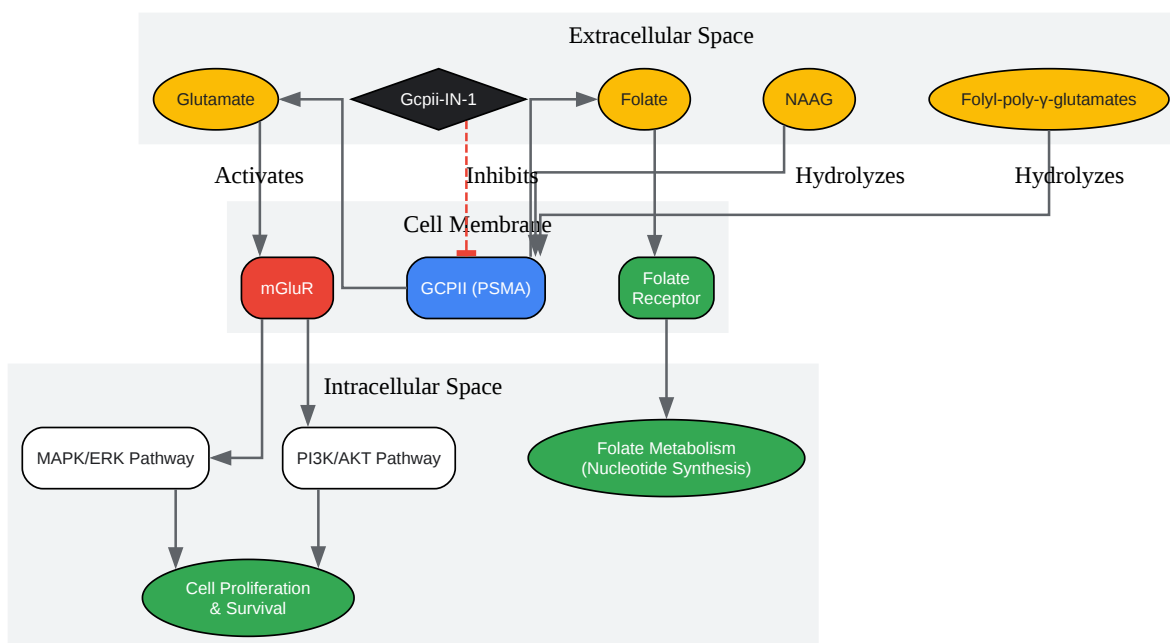 Extracellular Space
Glutamate
Gcpii-IN-1
Folate
NAAG
Folyl-poly-γ-glutamates
Activates
Inhibits
Hydrolyzes
Hydrolyzes
Cell Membrane
mGluR
GCPII (PSMA)
Folate
Receptor
Intracellular Space
MAPK/ERK Pathway
PI3K/AKT Pathway
Folate Metabolism
(Nucleotide Synthesis)
Cell Proliferation
& Survival